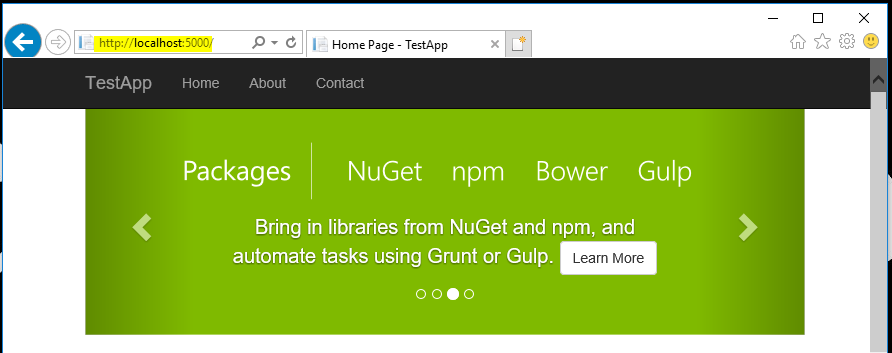 http://localhost:5000/
Home Page - TestApp
TestApp Home About Contact
Packages NuGet npm Bower Gulp
Bring in libraries from NuGet and npm, and
automate tasks using Grunt or Gulp. Learn More